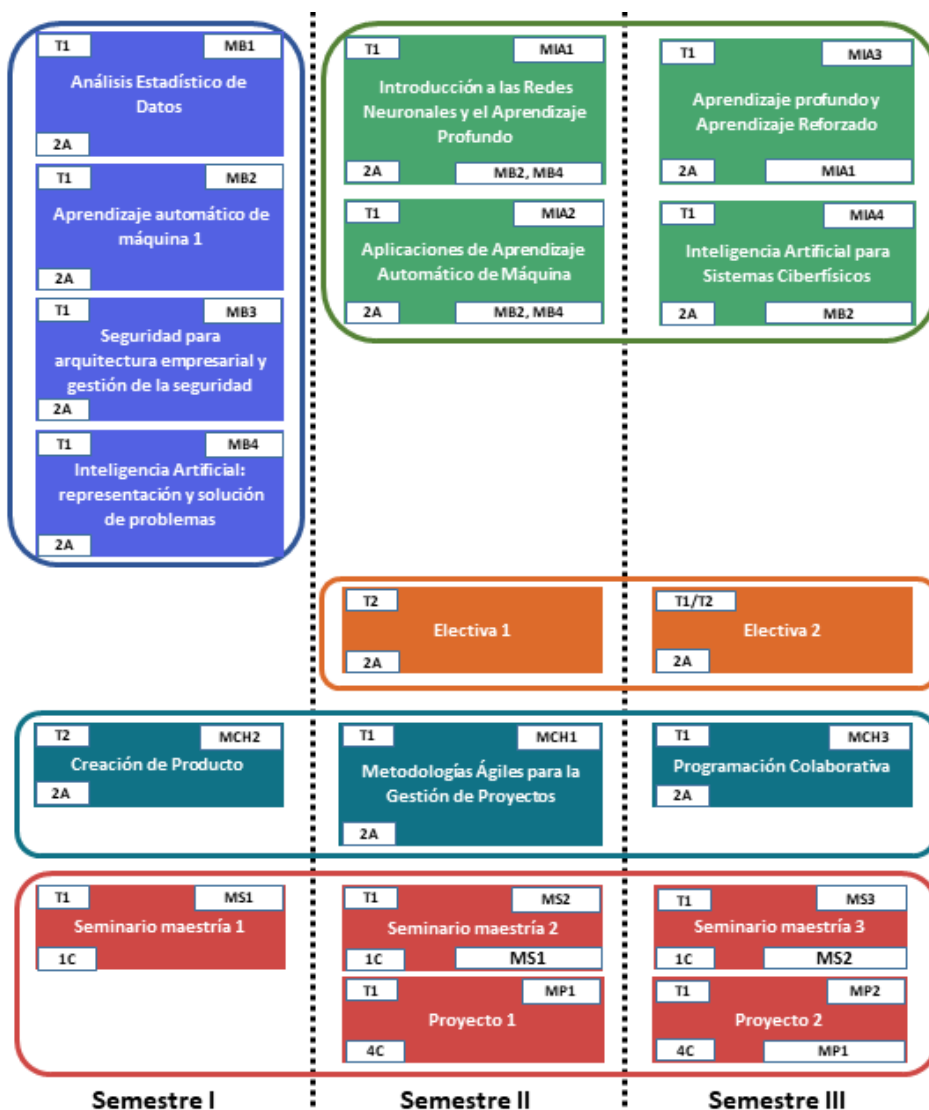 T1
MB1
Análisis Estadístico de
Datos
2A
T1
MB2
Aprendizaje automático de
máquina 1
2A
T1
MB3
Seguridad para
arquitectura empresarial y
gestión de la seguridad
2A
T1
MB4
Inteligencia Artificial:
representación y solución
de problemas
2A
T1
MIA1
Introducción a las Redes
Neuronales y el Aprendizaje
Profundo
2A
MB2, MB4
T1
MIA2
Aplicaciones de Aprendizaje
Automático de Máquina
2A
MB2, MB4
T1
MIA3
Aprendizaje profundo y
Aprendizaje Reforzado
2A
MIA1
T1
MIA4
Inteligencia Artificial para
Sistemas Ciberfísicos
2A
MB2
T2
Electiva 1
2A
T1/T2
Electiva 2
2A
T2
MCH2
Creación de Producto
2A
T1
MCH1
Metodologías Ágiles para la
Gestión de Proyectos
2A
T1
MCH3
Programación Colaborativa
2A
T1
MS1
Seminario maestría 1
1C
T1
MS2
Seminario maestría 2
1C
MS1
T1
MS3
Seminario maestría 3
1C
MS2
T1
MP1
Proyecto 1
4C
T1
MP2
Proyecto 2
4C
MP1
Semestre I
Semestre II
Semestre III